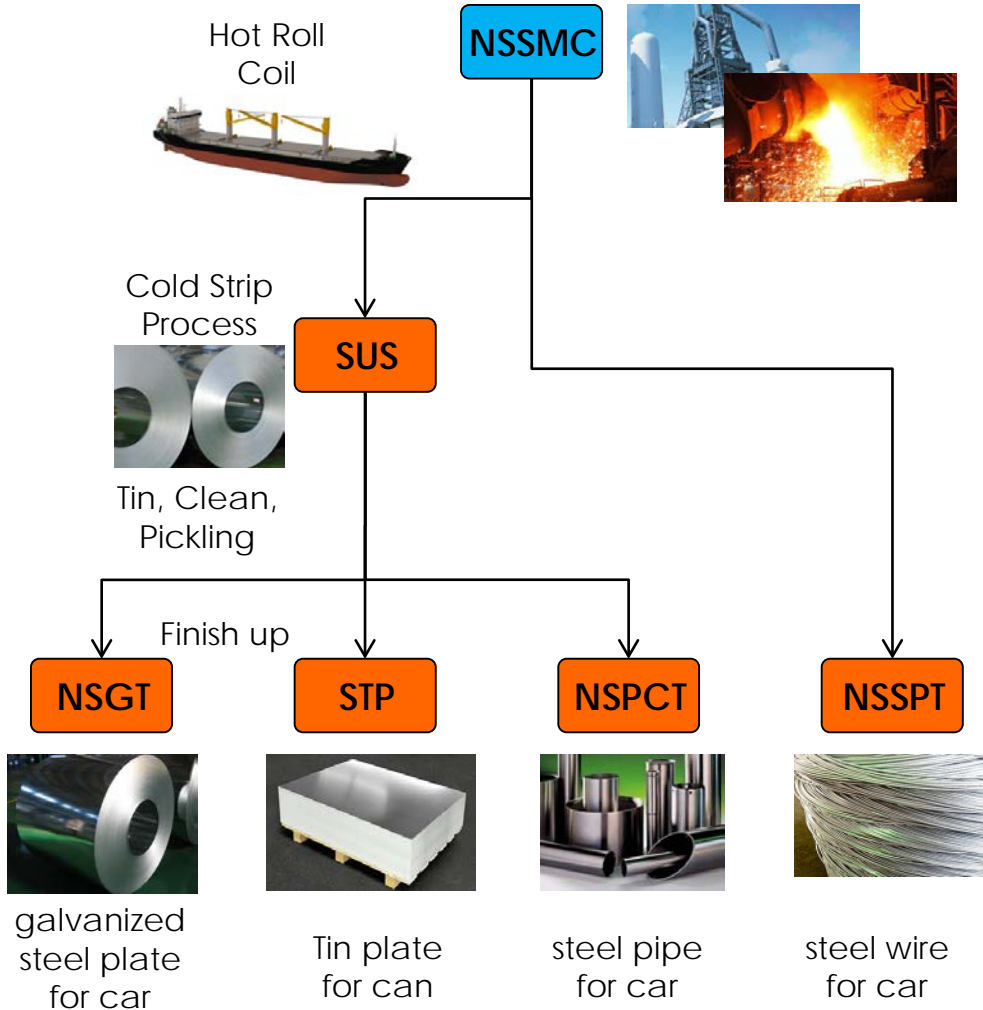 Hot Roll
Coil
NSSMC
Cold Strip
Process
SUS
Tin, Clean,
Pickling
Finish up
NSGT
STP
NSPCT
NSSPT
galvanized
steel plate
for car
Tin plate
for can
steel pipe
for car
steel wire
for car